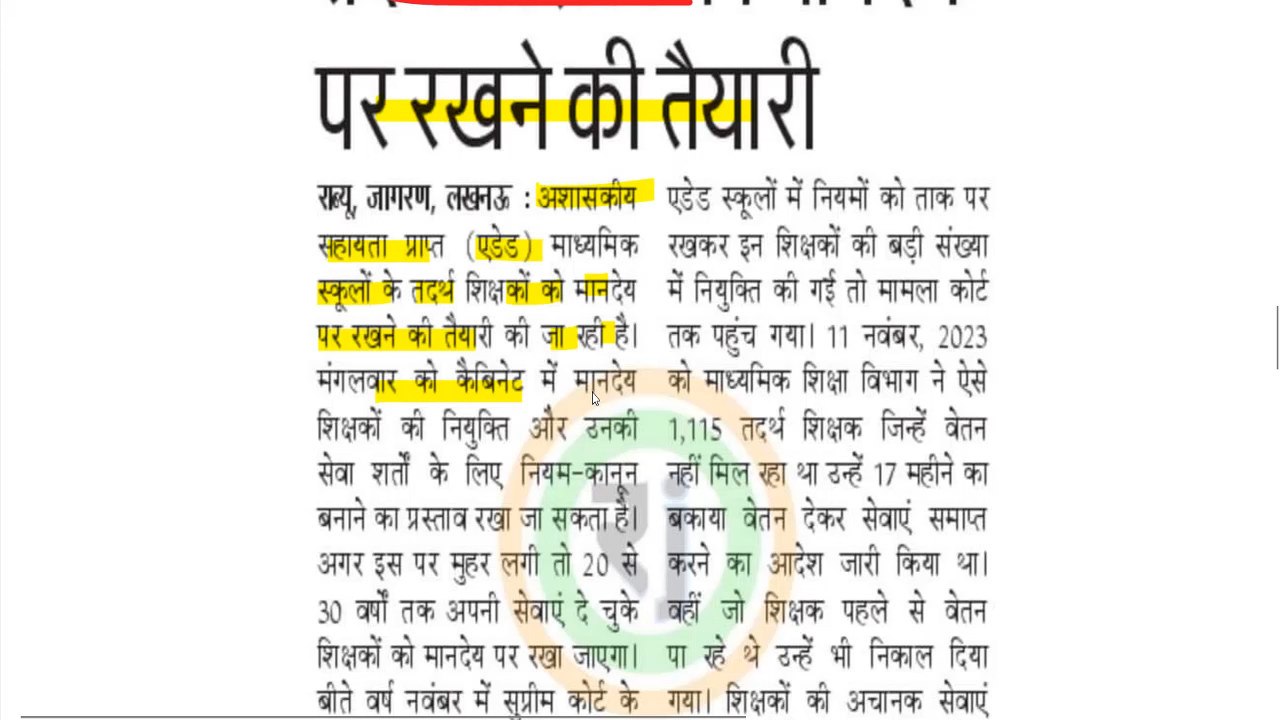 पर रखने की तैयारी
राब्यू, जागरण, लखनऊ : अशासकीय
सहायता प्राप्त (एडेड) माध्यमिक
स्कूलों के तदर्थ शिक्षकों को मानदेय
पर रखने की तैयारी की जा रही है।
मंगलवार को कैबिनेट में मानदेय
शिक्षकों की नियुक्ति और उनकी
सेवा शर्तों के लिए नियम-कानून
बनाने का प्रस्ताव रखा जा सकता है।
अगर इस पर मुहर लगी तो 20 से
30 वर्षों तक अपनी सेवाएं दे चुके
शिक्षकों को मानदेय पर रखा जाएगा।
बीते वर्ष नवंबर में सुप्रीम कोर्ट के
एडेड स्कूलों में नियमों को ताक पर
रखकर इन शिक्षकों की बड़ी संख्या
में नियुक्ति की गई तो मामला कोर्ट
तक पहुंच गया। 11 नवंबर, 2023
को माध्यमिक शिक्षा विभाग ने ऐसे
1,115 तदर्थ शिक्षक जिन्हें वेतन
नहीं मिल रहा था उन्हें 17 महीने का
बकाया वेतन देकर सेवाएं समाप्त
करने का आदेश जारी किया था।
वहीं जो शिक्षक पहले से वेतन
पा रहे थे उन्हें भी निकाल दिया
गया। शिक्षकों की अचानक सेवाएं